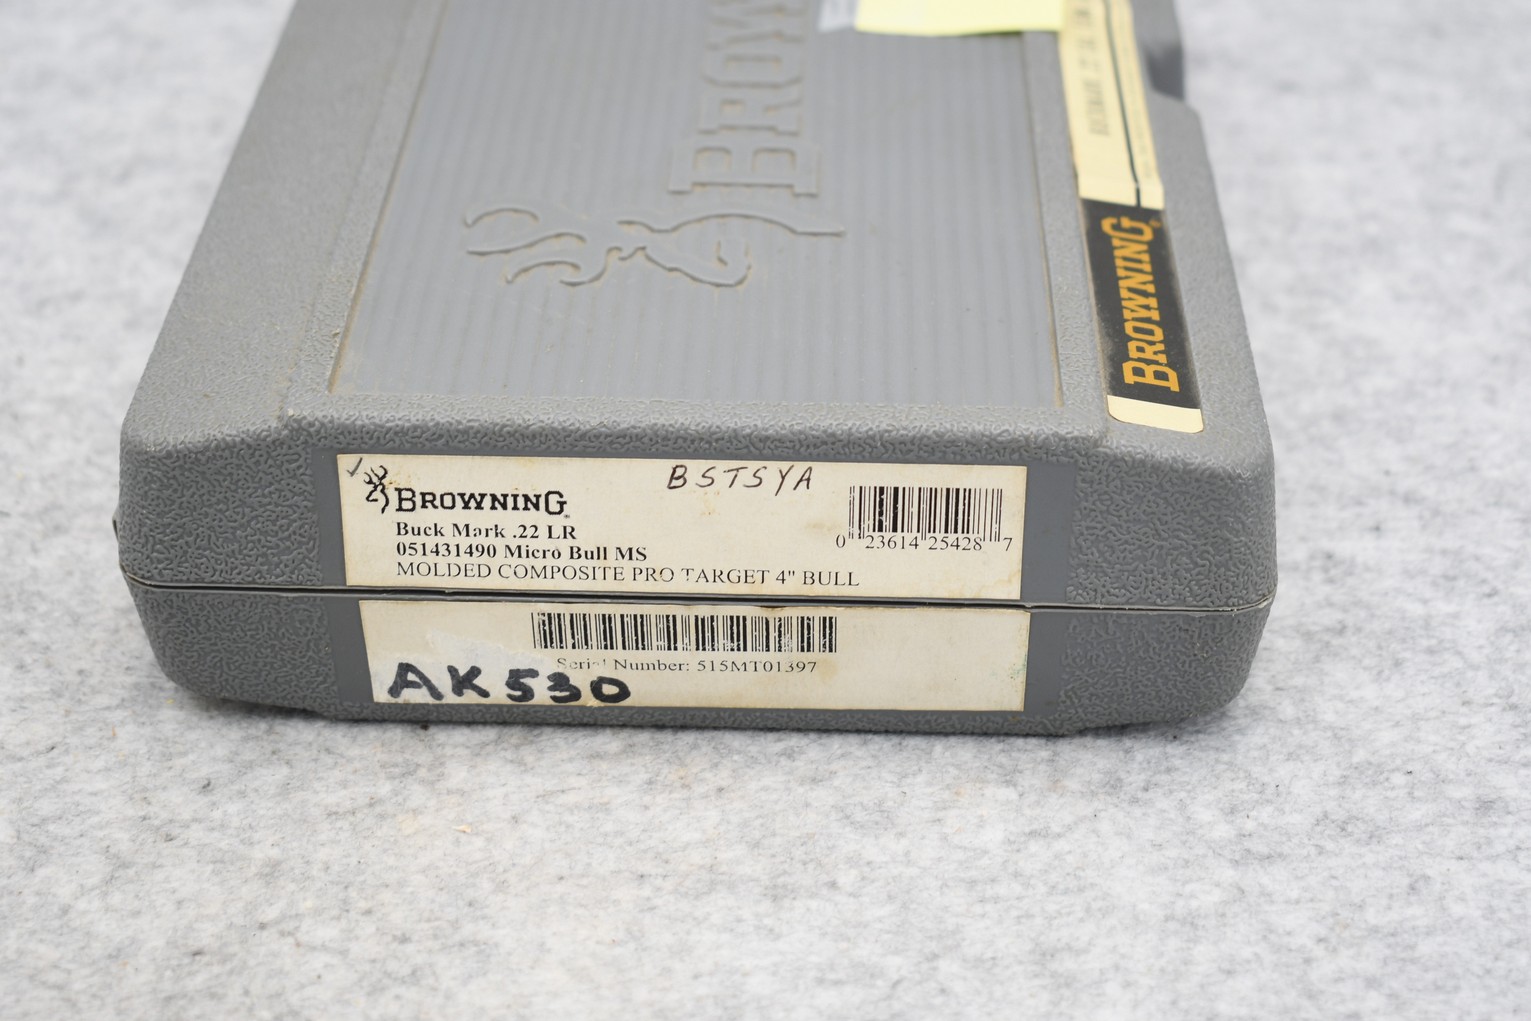 BROW
BROWNING
BSTSYA
BROWNING
Buck Mark .22 LR
051431490 Micro Bull MS
MOLDED COMPOSITE PRO TARGET 4" BULL
0 23614 25428 7
Serial Number: 515MT01397
AK530